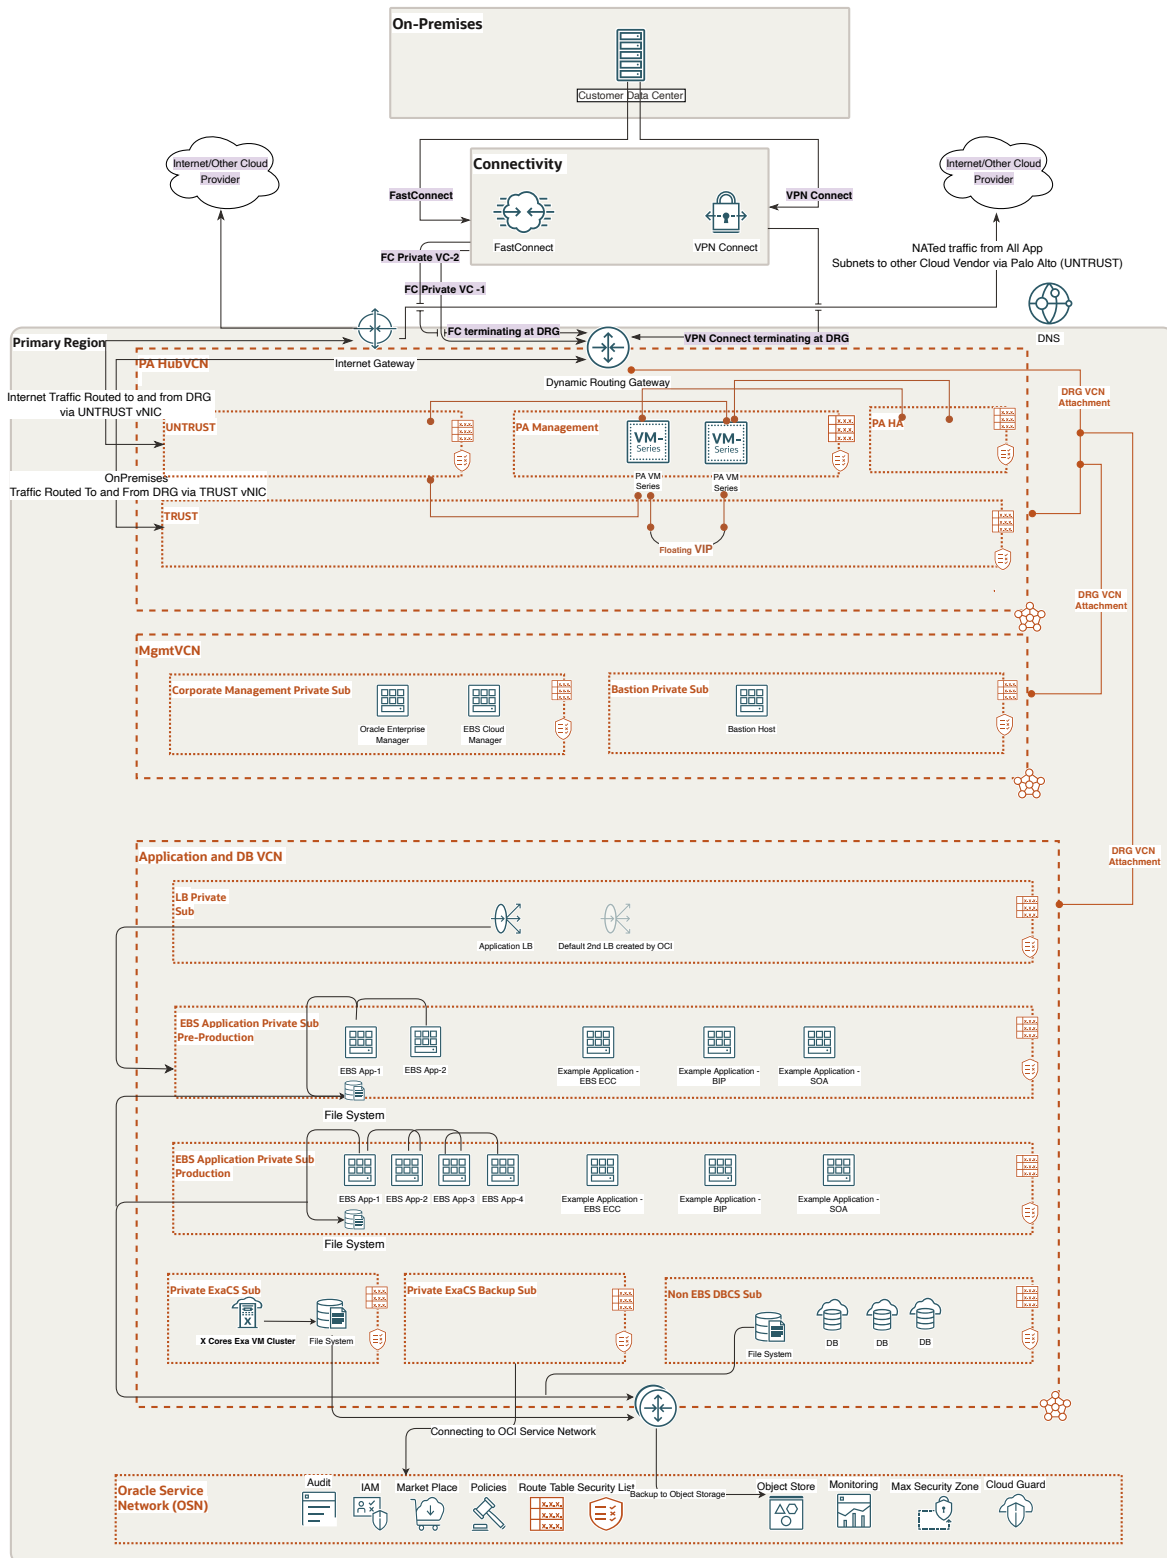 On-Premises
Customer Data Center
Internet/Other Cloud
Provider
Internet/Other Cloud
Provider
Connectivity
FastConnect
VPN Connect
FastConnect
VPN Connect
FC Private VC-2
FC Private VC -1
NATed traffic from All App
Subnets to other Cloud Vendor via Palo Alto (UNTRUST)
DNS
Primary Region
Internet Gateway
FC terminating at DRG
VPN Connect terminating at DRG
Dynamic Routing Gateway
PA HubVCN
Internet Traffic Routed to and from DRG
via UNTRUST vNIC
UNTRUST
PA Management
VM-
Series
PA VM
Series
VM-
Series
PA VM
Series
PA HA
DRG VCN
Attachment
OnPremises
Traffic Routed To and From DRG via TRUST vNIC
TRUST
Floating VIP
DRG VCN
Attachment
MgmtVCN
Corporate Management Private Sub
Oracle Enterprise
Manager
EBS Cloud
Manager
Bastion Private Sub
Bastion Host
DRG VCN
Attachment
Application and DB VCN
LB Private
Sub
Application LB
Default 2nd LB created by OCI
EBS Application Private Sub
Pre-Production
EBS App-1
EBS App-2
Example Application -
EBS ECC
Example Application -
BIP
Example Application -
SOA
File System
EBS Application Private Sub
Production
EBS App-1
EBS App-2
EBS App-3
EBS App-4
Example Application -
EBS ECC
Example Application -
BIP
Example Application -
SOA
File System
Private ExaCS Sub
X Cores Exa VM Cluster
File System
Private ExaCS Backup Sub
Non EBS DBCS Sub
File System
DB
DB
DB
Connecting to OCI Service Network
Oracle Service
Network (OSN)
Audit
IAM
Market Place
Policies
Route Table
Security List
Backup to Object Storage
Object Store
Monitoring
Max Security Zone
Cloud Guard